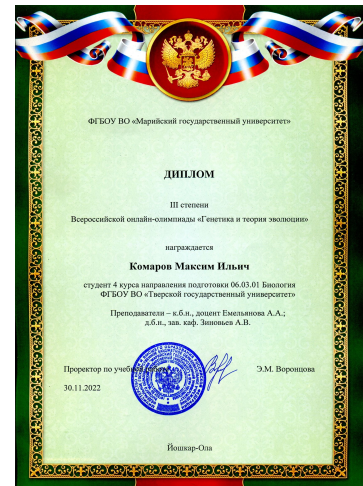 ФГБОУ ВО «Марийский государственный университет»
ДИПЛОМ
III степени
Всероссийской онлайн-олимпиады «Генетика и теория эволюции»
награждается
Комаров Максим Ильич
студент 4 курса направления подготовки 06.03.01 Биология
ФГБОУ ВО «Тверской государственный университет»
Преподаватели – к.б.н., доцент Емельянова А.А.;
д.б.н., зав. каф. Зиновьев А.В.
Проректор по Э.М. Воронцова
30.11.2022
Йошкар-Ола